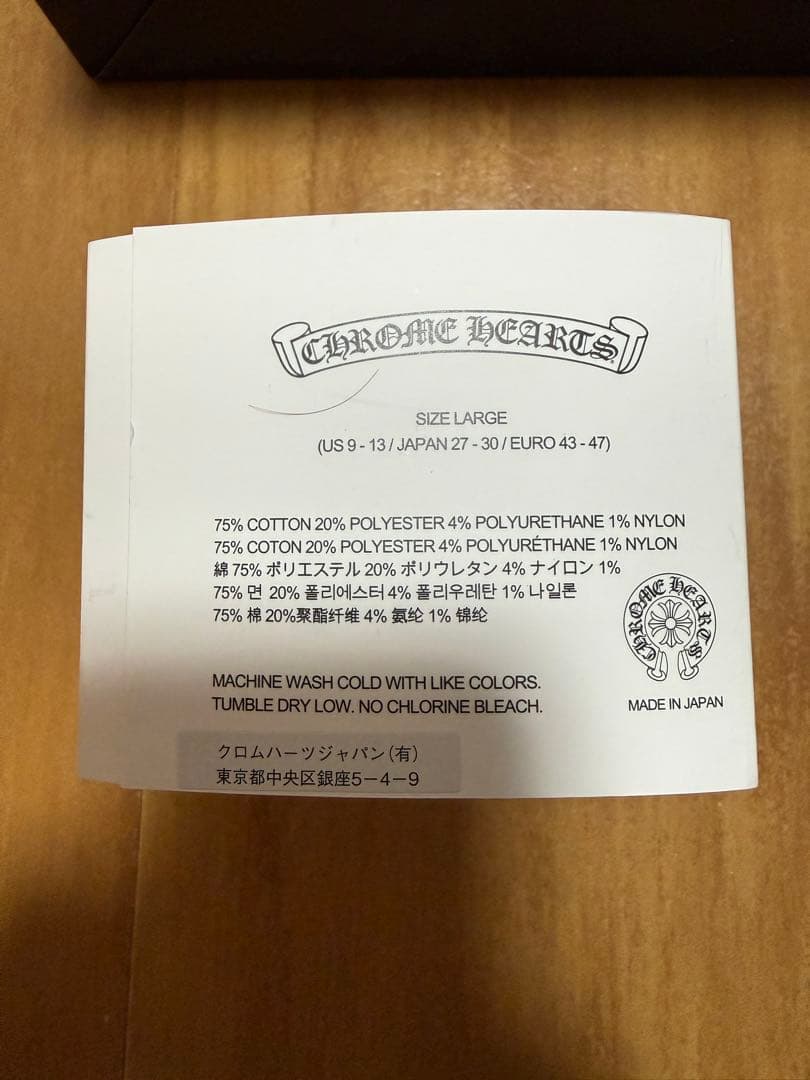 CHROME HEARTS
SIZE LARGE
(US 9 - 13 / JAPAN 27 - 30 / EURO 43 - 47)
75% COTTON 20% POLYESTER 4% POLYURETHANE 1% NYLON
75% COTON 20% POLYESTER 4% POLYURÉTHANE 1% NYLON
綿 75% ポリエステル 20% ポリウレタン 4% ナイロン 1%
75% 면 20% 폴리에스터 4% 폴리우레탄 1% 나일론
75% 棉 20%聚酯纤维 4% 氨纶 1% 锦纶
CHROME HEARTS
MACHINE WASH COLD WITH LIKE COLORS.
TUMBLE DRY LOW. NO CHLORINE BLEACH.
MADE IN JAPAN
クロムハーツジャパン(有)
東京都中央区銀座5-4-9